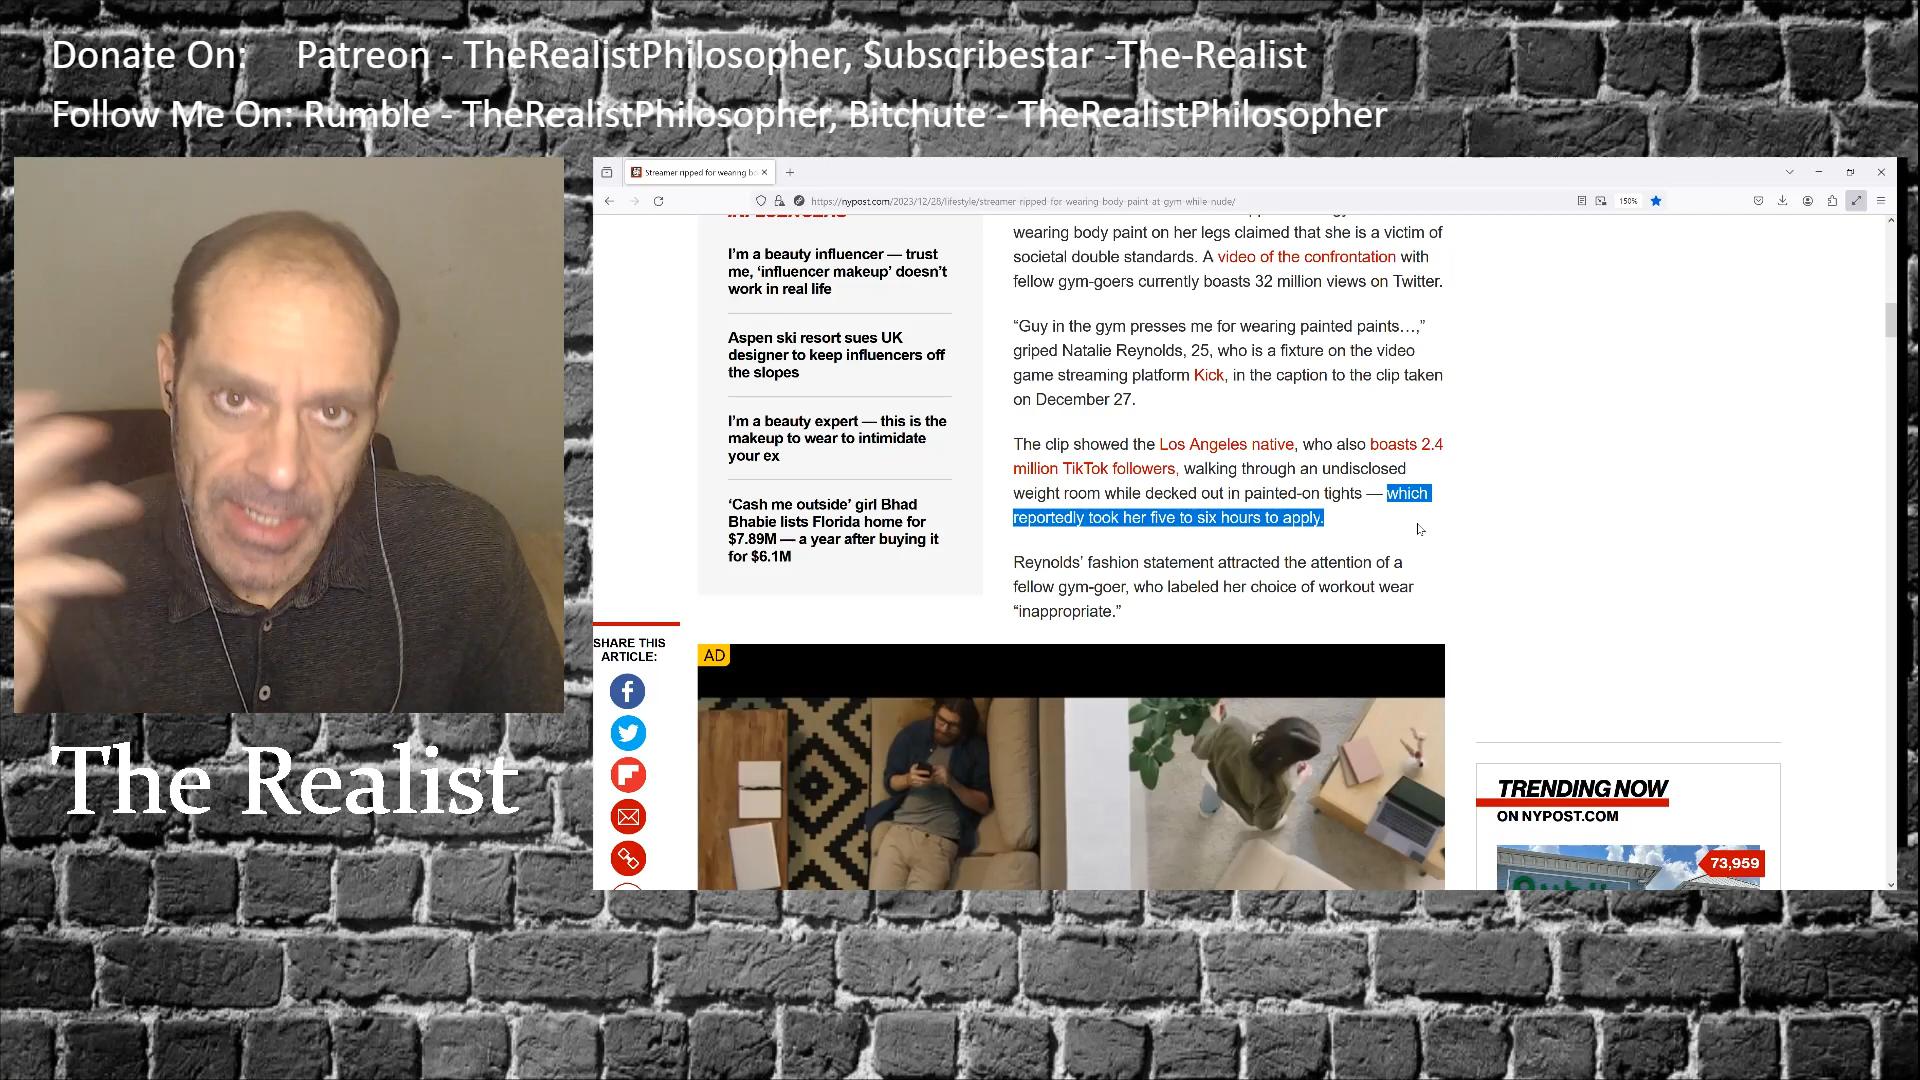 Donate On: Patreon - TheRealistPhilosopher, Subscribestar -The-Realist
Follow Me On: Rumble - TheRealistPhilosopher, Bitchute - TheRealistPhilosopher
Streamer ripped for wearing bo
https://nypost.com/2023/12/28/lifestyle/streamer-ripped-for-wearing-body-paint-at-gym-while-nude/
150%
I'm a beauty influencer — trust
me, ‘influencer makeup’ doesn’t
work in real life
Aspen ski resort sues UK
designer to keep influencers off
the slopes
I’m a beauty expert — this is the
makeup to wear to intimidate
your ex
‘Cash me outside’ girl Bhad
Bhabie lists Florida home for
$7.89M — a year after buying it
for $6.1M
wearing body paint on her legs claimed that she is a victim of
societal double standards. A video of the confrontation with
fellow gym-goers currently boasts 32 million views on Twitter.
“Guy in the gym presses me for wearing painted paints…,”
griped Natalie Reynolds, 25, who is a fixture on the video
game streaming platform Kick, in the caption to the clip taken
on December 27.
The clip showed the Los Angeles native, who also boasts 2.4
million TikTok followers, walking through an undisclosed
weight room while decked out in painted-on tights — which
reportedly took her five to six hours to apply.
Reynolds’ fashion statement attracted the attention of a
fellow gym-goer, who labeled her choice of workout wear
“inappropriate.”
SHARE THIS
ARTICLE:
AD
TRENDING NOW
ON NYPOST.COM
73,959
The Realist